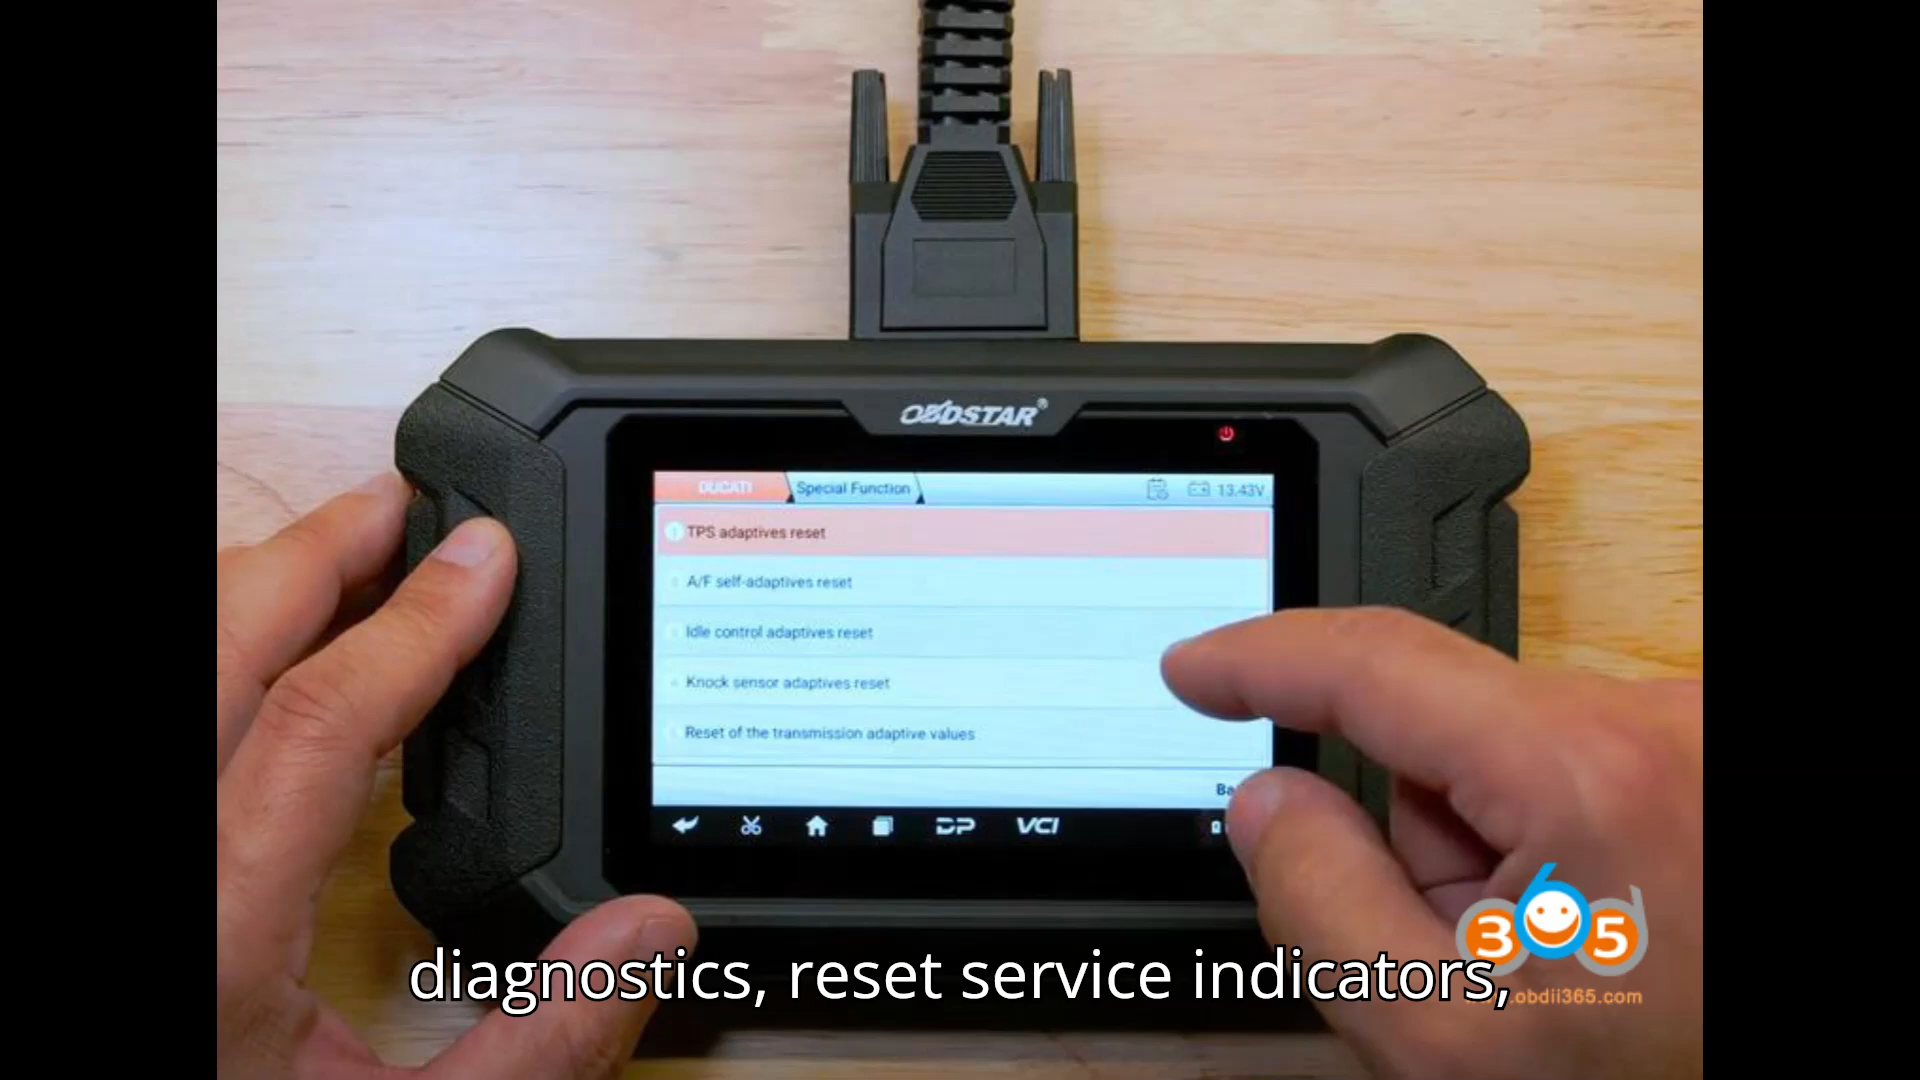 OBDSTAR®
DUCATI Special Function 13.43V
1 TPS adaptives reset
A/F self-adaptives reset
Idle control adaptives reset
Knock sensor adaptives reset
Reset of the transmission adaptive values
DP VCI
365
diagnostics, reset service indicators,
.obdii365.com